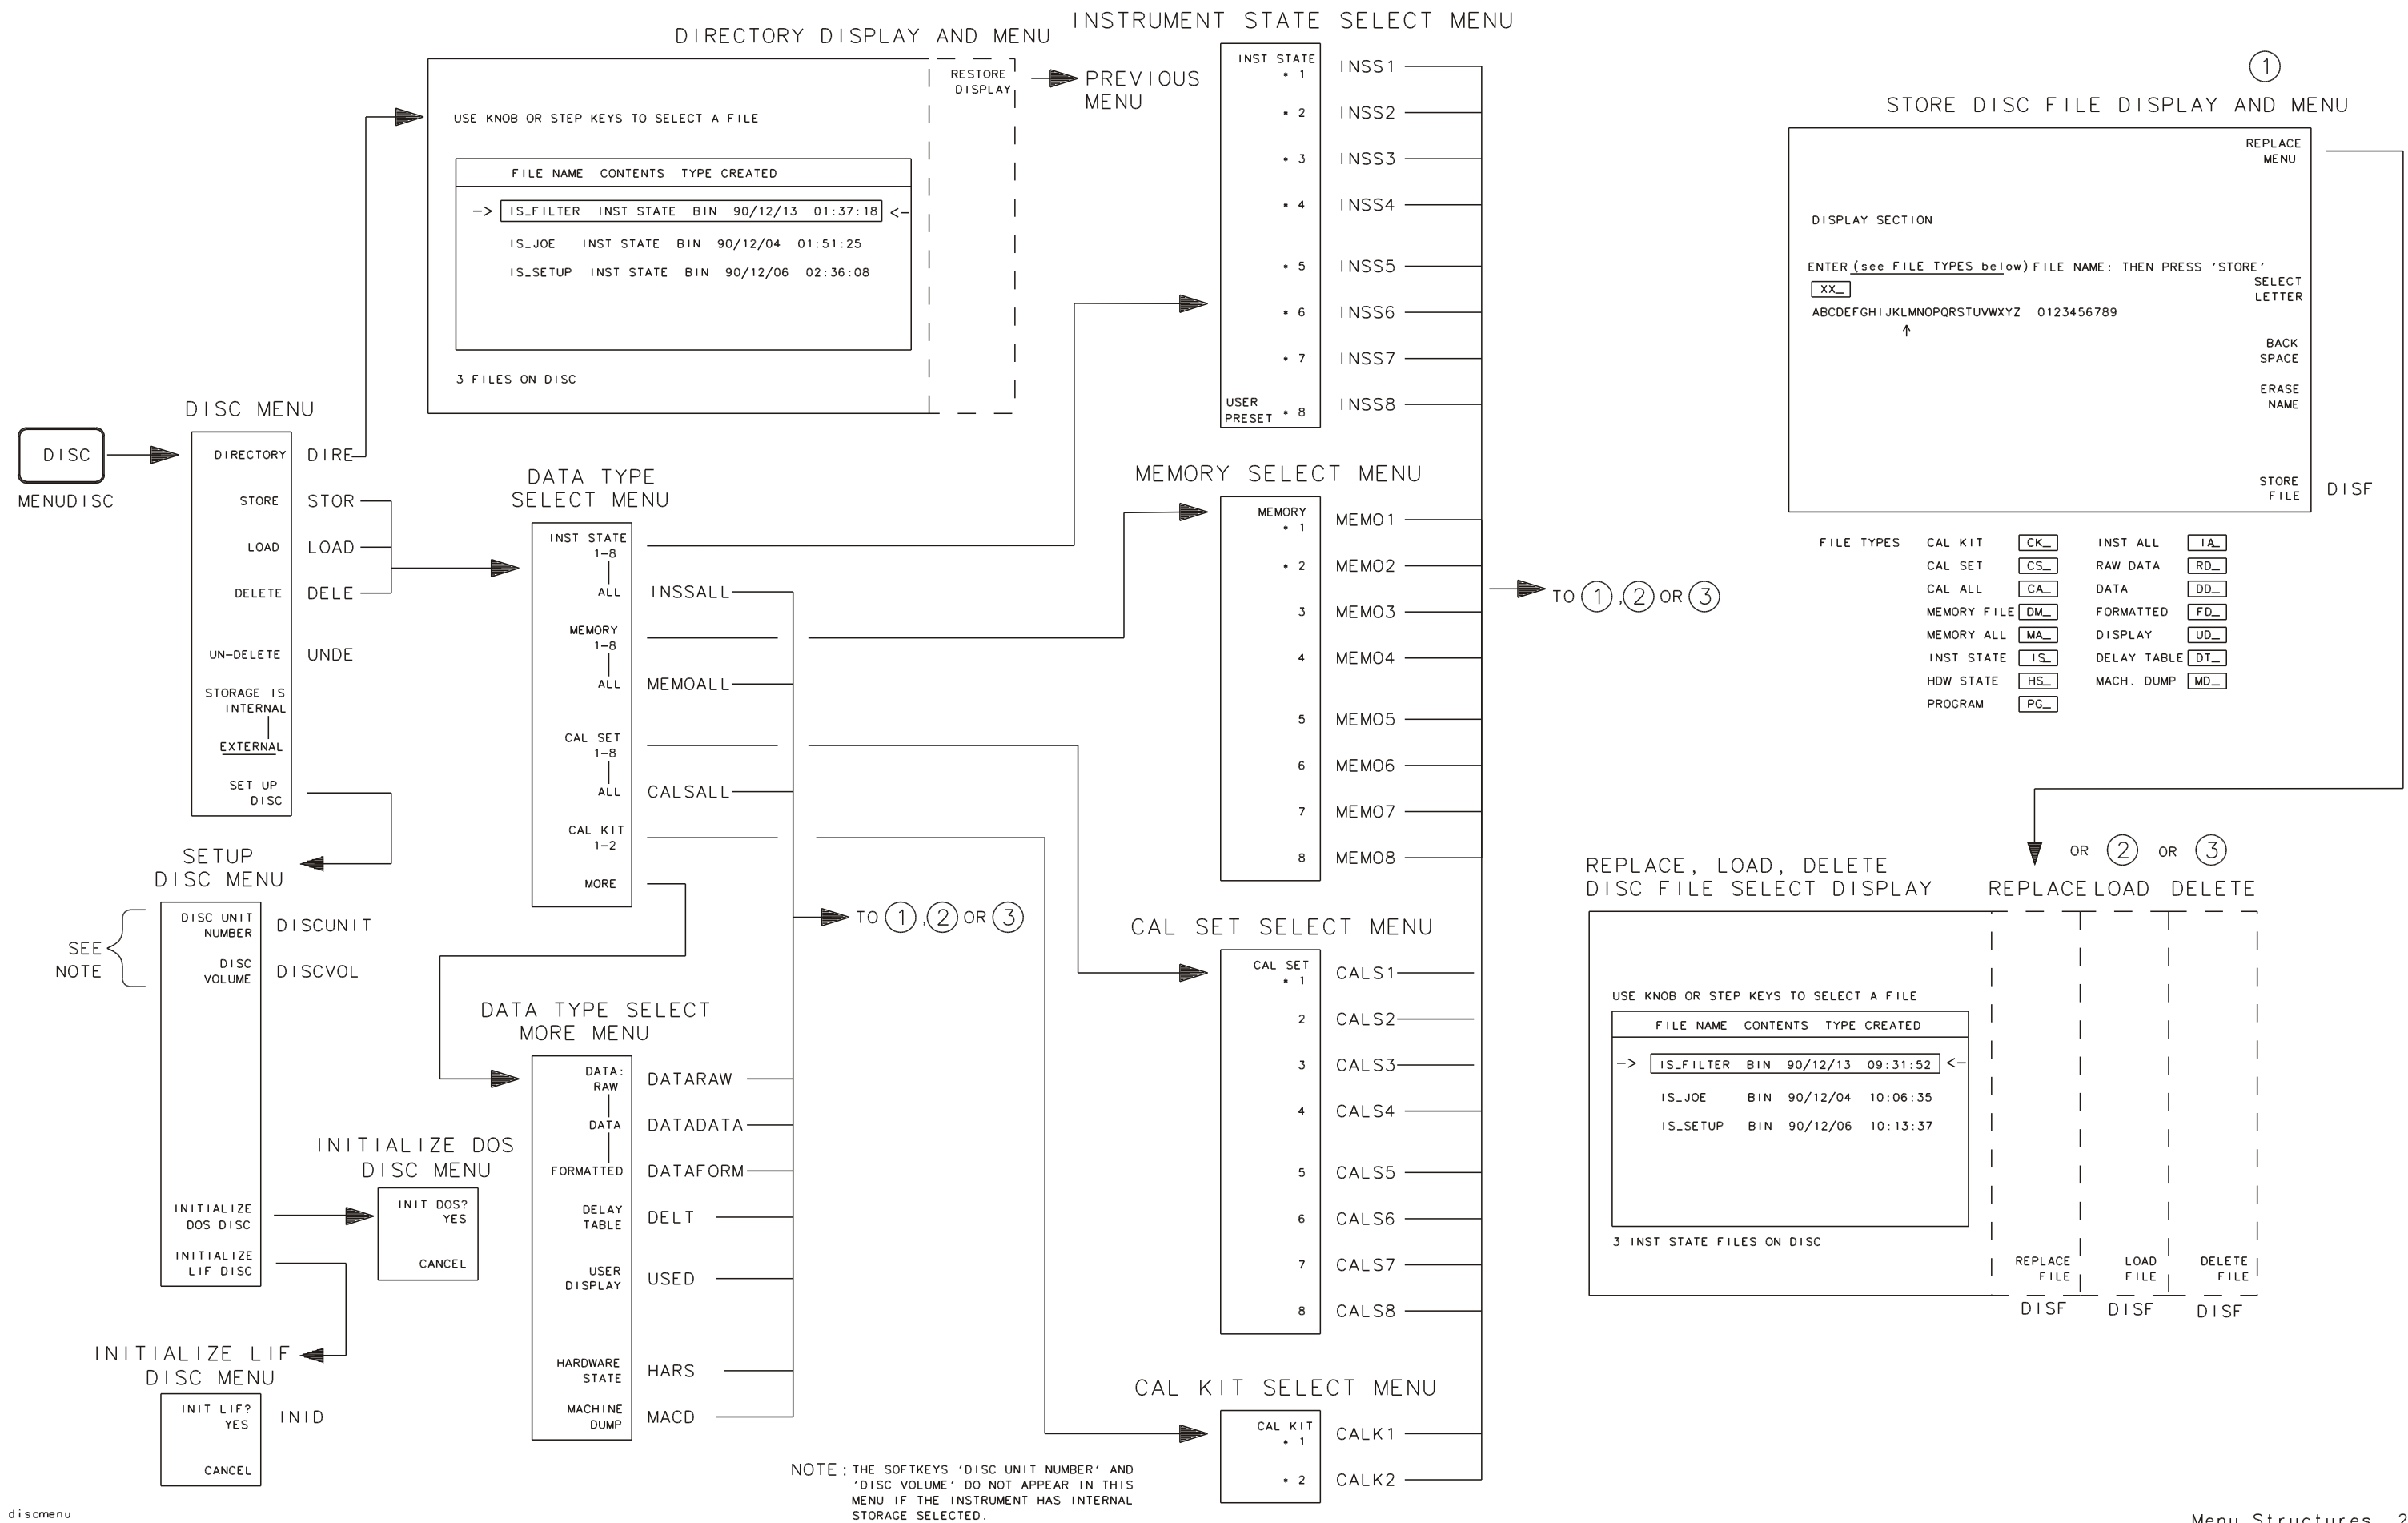 INSTRUMENT STATE SELECT MENU
DIRECTORY DISPLAY AND MENU
RESTORE
DISPLAY
PREVIOUS
MENU
USE KNOB OR STEP KEYS TO SELECT A FILE
FILE NAME CONTENTS TYPE CREATED
-> IS_FILTER INST STATE BIN 90/12/13 01:37:18 <-
IS_JOE INST STATE BIN 90/12/04 01:51:25
IS_SETUP INST STATE BIN 90/12/06 02:36:08
3 FILES ON DISC
DISC
MENUDISC
DISC MENU
DIRECTORY DIRE
STORE STOR
LOAD LOAD
DELETE DELE
UN-DELETE UNDE
STORAGE IS
INTERNAL
EXTERNAL
SET UP
DISC
SETUP
DISC MENU
SEE
NOTE
DISC UNIT
NUMBER
DISCUNIT
DISC
VOLUME
DISCVOL
INITIALIZE
DOS DISC
INITIALIZE
LIF DISC
INITIALIZE DOS
DISC MENU
INIT DOS?
YES
CANCEL
INITIALIZE LIF
DISC MENU
INIT LIF?
YES
INID
CANCEL
DATA TYPE
SELECT MENU
INST STATE
1-8
ALL INSSALL
MEMORY
1-8
ALL MEMOALL
CAL SET
1-8
ALL CALSALL
CAL KIT
1-2
MORE
TO 1 ,2 OR 3
DATA TYPE SELECT
MORE MENU
DATA:
RAW
DATARAW
DATA DATADATA
FORMATTED DATAFORM
DELAY
TABLE
DELT
USER
DISPLAY
USED
HARDWARE
STATE
HARS
MACHINE
DUMP
MACD
INST STATE
• 1 INSS1
• 2 INSS2
• 3 INSS3
• 4 INSS4
• 5 INSS5
• 6 INSS6
• 7 INSS7
USER
PRESET • 8 INSS8
MEMORY SELECT MENU
MEMORY
• 1 MEMO1
• 2 MEMO2
3 MEMO3
4 MEMO4
5 MEMO5
6 MEMO6
7 MEMO7
8 MEMO8
TO 1 ,2 OR 3
CAL SET SELECT MENU
CAL SET
• 1 CALS1
2 CALS2
3 CALS3
4 CALS4
5 CALS5
6 CALS6
7 CALS7
8 CALS8
CAL KIT SELECT MENU
CAL KIT
• 1 CALK1
• 2 CALK2
NOTE: THE SOFTKEYS 'DISC UNIT NUMBER' AND
'DISC VOLUME' DO NOT APPEAR IN THIS
MENU IF THE INSTRUMENT HAS INTERNAL
STORAGE SELECTED.
1
STORE DISC FILE DISPLAY AND MENU
REPLACE
MENU
DISPLAY SECTION
ENTER (see FILE TYPES below) FILE NAME: THEN PRESS 'STORE'
XX_
SELECT
LETTER
ABCDEFGHIJKLMNOPQRSTUVWXYZ 0123456789
BACK
SPACE
ERASE
NAME
STORE
FILE
DISF
FILE TYPES CAL KIT CK_ INST ALL IA_
CAL SET CS_ RAW DATA RD_
CAL ALL CA_ DATA DD_
MEMORY FILE DM_ FORMATTED FD_
MEMORY ALL MA_ DISPLAY UD_
INST STATE IS_ DELAY TABLE DT_
HDW STATE HS_ MACH. DUMP MD_
PROGRAM PG_
OR 2 OR 3
REPLACE, LOAD, DELETE
DISC FILE SELECT DISPLAY
REPLACE LOAD DELETE
USE KNOB OR STEP KEYS TO SELECT A FILE
FILE NAME CONTENTS TYPE CREATED
-> IS_FILTER BIN 90/12/13 09:31:52 <-
IS_JOE BIN 90/12/04 10:06:35
IS_SETUP BIN 90/12/06 10:13:37
3 INST STATE FILES ON DISC
REPLACE
FILE
LOAD
FILE
DELETE
FILE
DISF DISF DISF
discmenu
Menu Structures 2